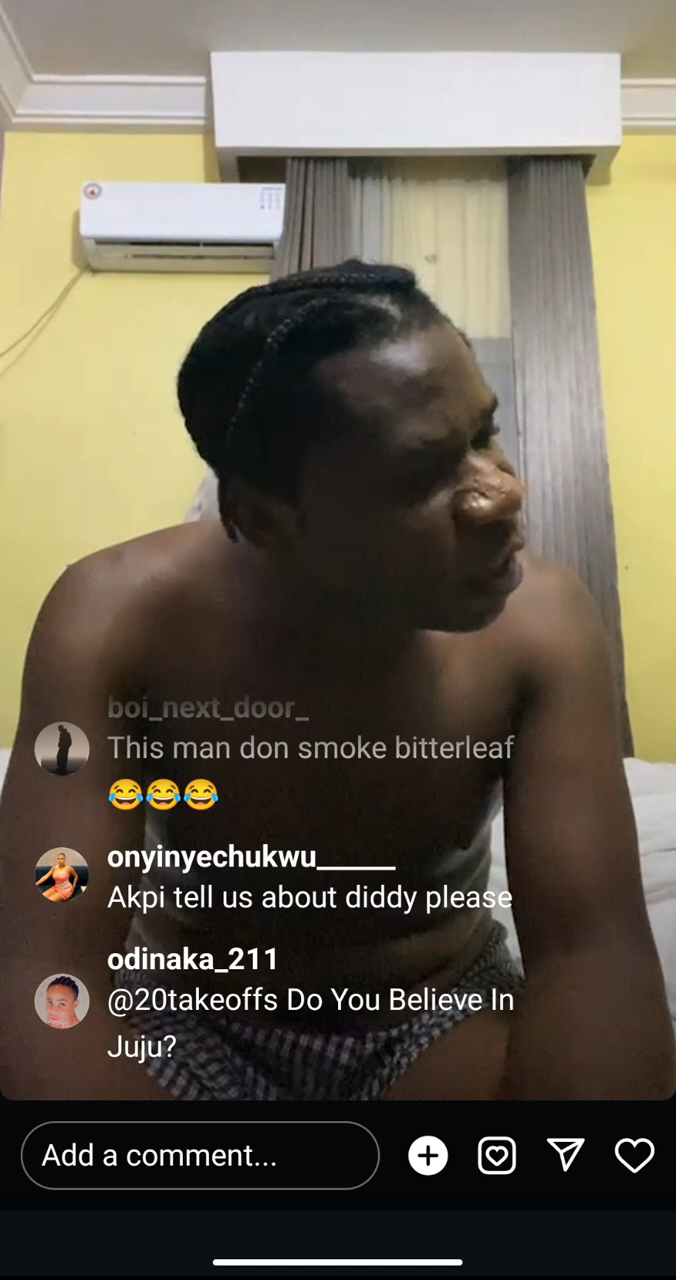 boi_next_door_
This man don smoke bitterleaf
😂😂😂
onyinyechukwu_____
Akpi tell us about diddy please
odinaka_211
@20takeoffs Do You Believe In
Juju?
Add a comment...